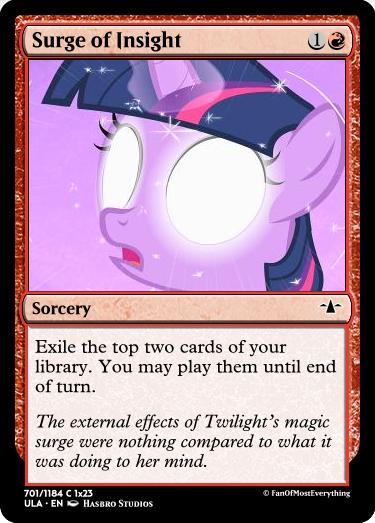 Surge of Insight 1
Sorcery
Exile the top two cards of your
library. You may play them until end
of turn.
The external effects of Twilight's magic
surge were nothing compared to what it
was doing to her mind.
701/1184 C 1x23
ULA • EN Hasbro Studios
© FanOfMostEverything